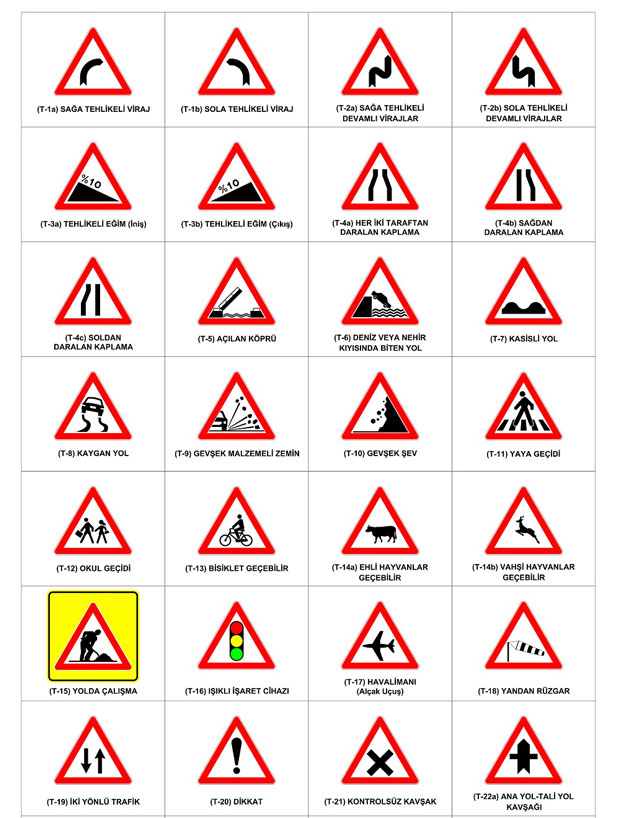 (T-1a) SAĞA TEHLİKELİ VİRAJ
(T-1b) SOLA TEHLİKELİ VİRAJ
(T-2a) SAĞA TEHLİKELİ
DEVAMLI VİRAJLAR
(T-2b) SOLA TEHLİKELİ
DEVAMLI VİRAJLAR
%10
(T-3a) TEHLİKELİ EĞİM (İniş)
%10
(T-3b) TEHLİKELİ EĞİM (Çıkış)
(T-4a) HER İKİ TARAFTAN
DARALAN KAPLAMA
(T-4b) SAĞDAN
DARALAN KAPLAMA
(T-4c) SOLDAN
DARALAN KAPLAMA
(T-5) AÇILAN KÖPRÜ
(T-6) DENİZ VEYA NEHİR
KIYISINDA BİTEN YOL
(T-7) KASİSLİ YOL
(T-8) KAYGAN YOL
(T-9) GEVŞEK MALZEMELİ ZEMİN
(T-10) GEVŞEK ŞEV
(T-11) YAYA GEÇİDİ
(T-12) OKUL GEÇİDİ
(T-13) BİSİKLET GEÇEBİLİR
(T-14a) EHLİ HAYVANLAR
GEÇEBİLİR
(T-14b) VAHŞİ HAYVANLAR
GEÇEBİLİR
(T-15) YOLDA ÇALIŞMA
(T-16) IŞIKLI İŞARET CİHAZI
(T-17) HAVALİMANI
(Alçak Uçuş)
(T-18) YANDAN RÜZGAR
(T-19) İKİ YÖNLÜ TRAFİK
(T-20) DİKKAT
(T-21) KONTROLSÜZ KAVŞAK
(T-22a) ANA YOL-TALİ YOL
KAVŞAĞI